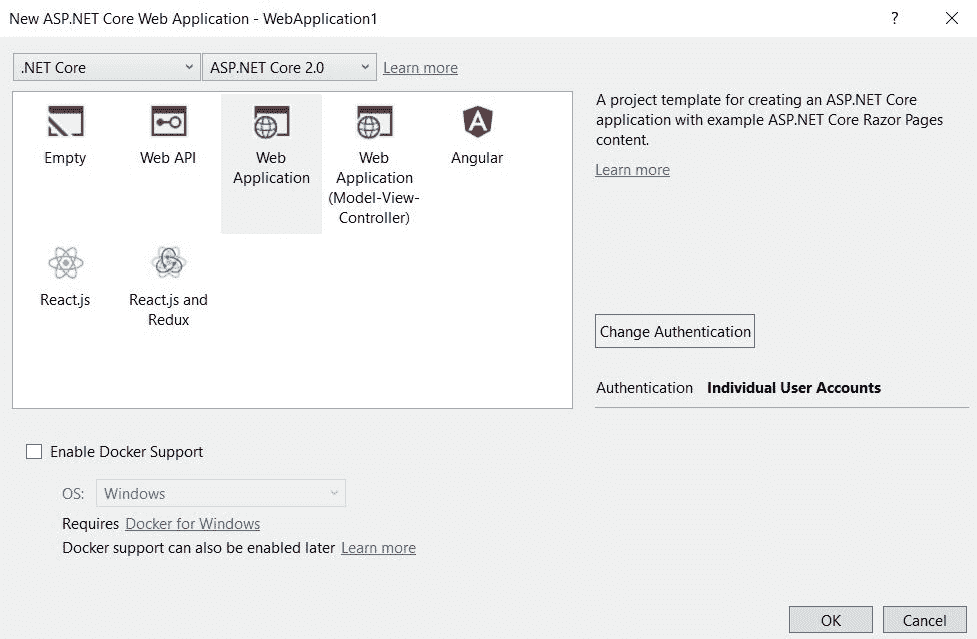 New ASP.NET Core Web Application - WebApplication1
?
.NET Core
ASP.NET Core 2.0
Learn more
Empty
Web API
Web
Application
Web
Application
(Model-View-
Controller)
Angular
React.js
React.js and
Redux
A project template for creating an ASP.NET Core
application with example ASP.NET Core Razor Pages
content.
Learn more
Change Authentication
Authentication Individual User Accounts
Enable Docker Support
OS: Windows
Requires Docker for Windows
Docker support can also be enabled later Learn more
OK
Cancel